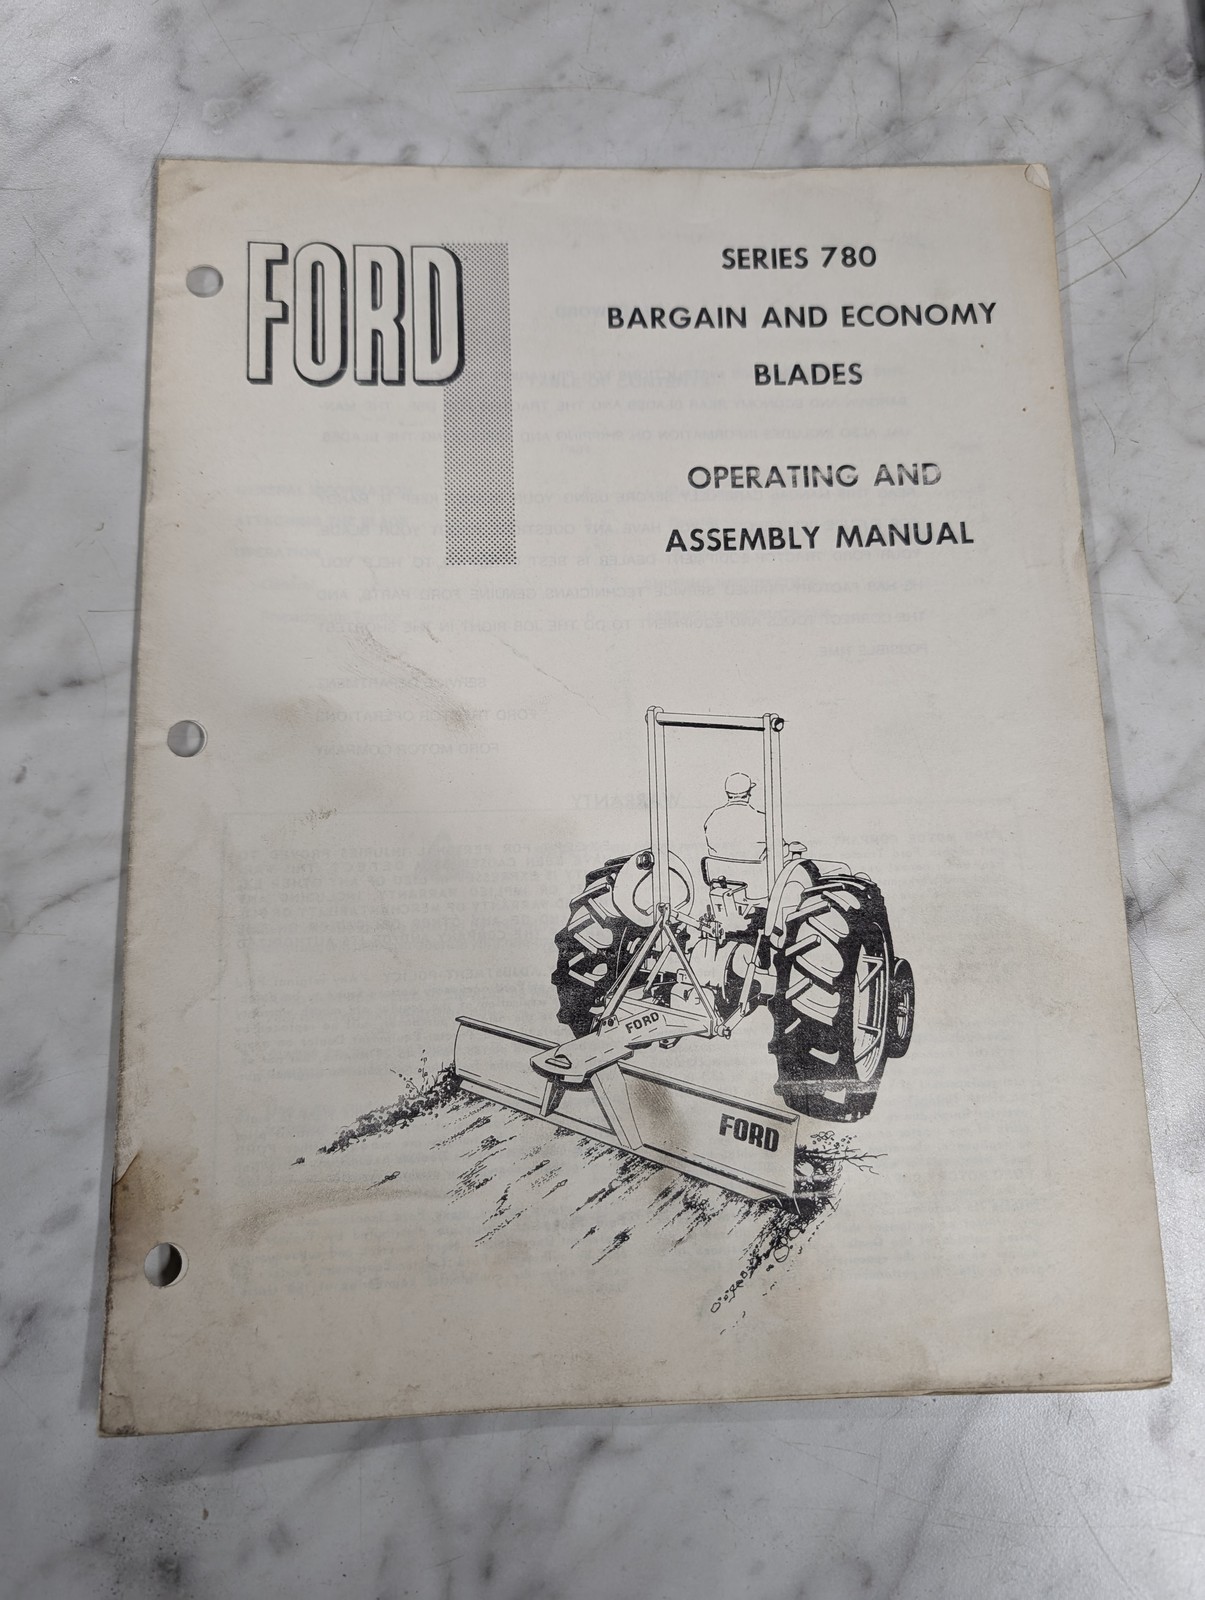 FORD
SERIES 780
BARGAIN AND ECONOMY
BLADES
OPERATING AND
ASSEMBLY MANUAL
FORD
FORD